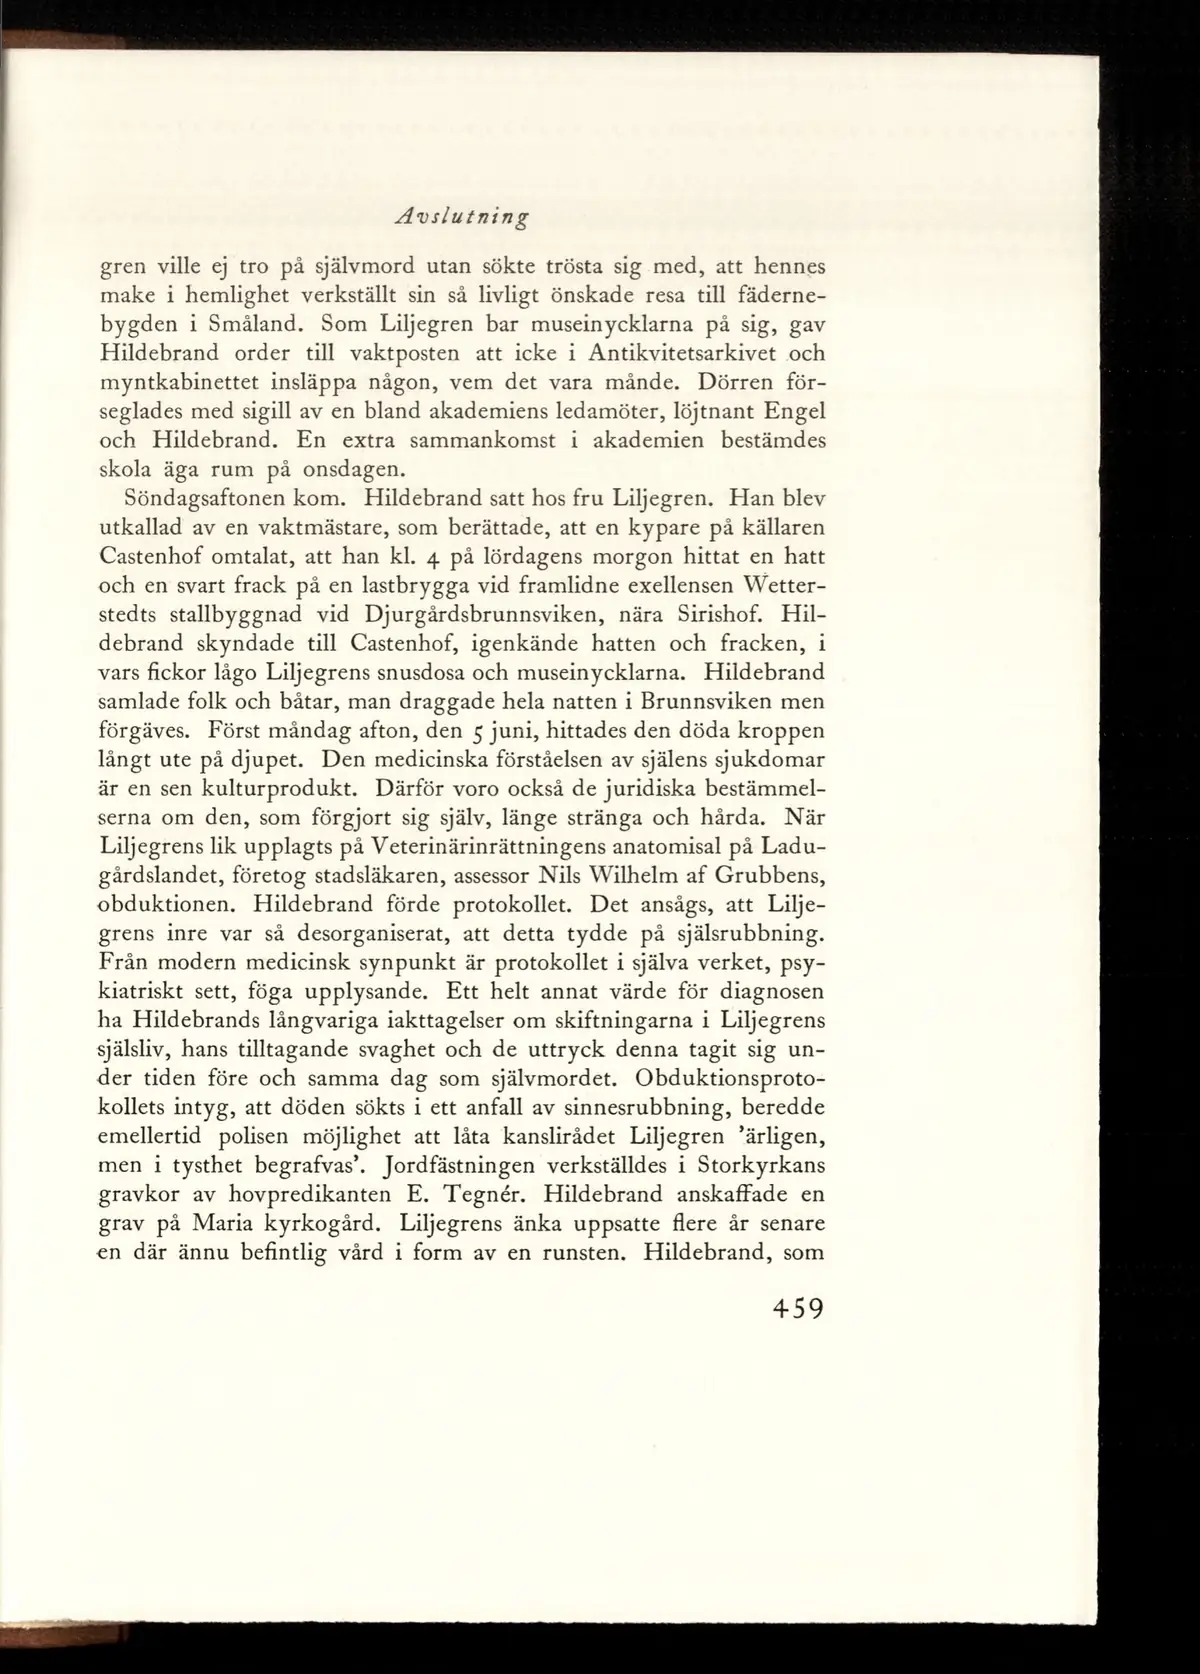 Avslutning
gren ville ej tro på självmord utan sökte trösta sig med, att hennes
make i hemlighet verkställt sin så livligt önskade resa till fäderne-
bygden i Småland. Som Liljegren bar museinycklarna på sig, gav
Hildebrand order till vaktposten att icke i Antikvitetsarkivet och
myntkabinettet insläppa någon, vem det vara månde. Dörren för-
seglades med sigill av en bland akademiens ledamöter, löjtnant Engel
och Hildebrand. En extra sammankomst i akademien bestämdes
skola äga rum på onsdagen.
Söndagsaftonen kom. Hildebrand satt hos fru Liljegren. Han blev
utkallad av en vaktmästare, som berättade, att en kypare på källaren
Castenhof omtalat, att han kl. 4 på lördagens morgon hittat en hatt
och en svart frack på en lastbrygga vid framlidne exellensen Wetter-
stedts stallbyggnad vid Djurgårdsbrunnsviken, nära Sirishof. Hil-
debrand skyndade till Castenhof, igenkände hatten och fracken, i
vars fickor lågo Liljegrens snusdosa och museinycklarna. Hildebrand
samlade folk och båtar, man draggade hela natten i Brunnsviken men
förgäves. Först måndag afton, den 5 juni, hittades den döda kroppen
långt ute på djupet. Den medicinska förståelsen av själens sjukdomar
är en sen kulturprodukt. Därför voro också de juridiska bestämmel-
serna om den, som förgjort sig själv, länge stränga och hårda. När
Liljegrens lik upplagts på Veterinärinrättningens anatomisal på Ladu-
gårdslandet, företog stadsläkaren, assessor Nils Wilhelm af Grubbens,
obduktionen. Hildebrand förde protokollet. Det ansågs, att Lilje-
grens inre var så desorganiserat, att detta tydde på själsrubbning.
Från modern medicinsk synpunkt är protokollet i själva verket, psy-
kiatriskt sett, föga upplysande. Ett helt annat värde för diagnosen
ha Hildebrands långvariga iakttagelser om skiftningarna i Liljegrens
själsliv, hans tilltagande svaghet och de uttryck denna tagit sig un-
der tiden före och samma dag som självmordet. Obduktionsproto-
kollets intyg, att döden sökts i ett anfall av sinnesrubbning, beredde
emellertid polisen möjlighet att låta kanslirådet Liljegren ’ärligen,
men i tysthet begrafvas’. Jordfästningen verkställdes i Storkyrkans
gravkor av hovpredikanten E. Tegnér. Hildebrand anskaffade en
grav på Maria kyrkogård. Liljegrens änka uppsatte flere år senare
en där ännu befintlig vård i form av en runsten. Hildebrand, som
459